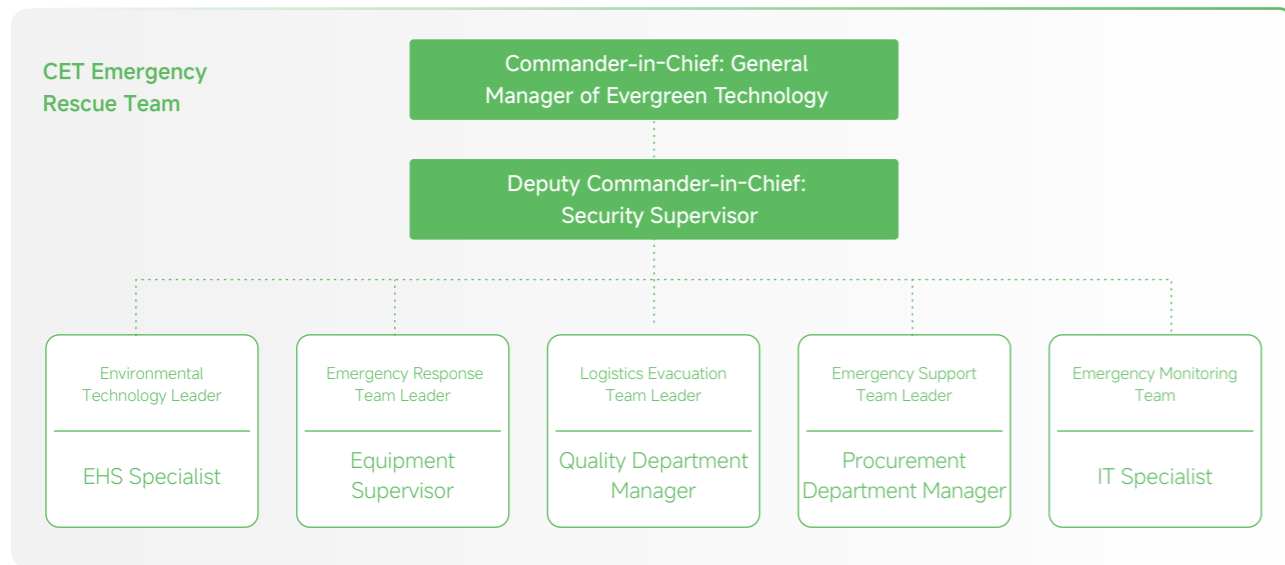 CET Emergency
Rescue Team
Commander-in-Chief: General
Manager of Evergreen Technology
Deputy Commander-in-Chief:
Security Supervisor
Environmental
Technology Leader
EHS Specialist
Emergency Response
Team Leader
Equipment
Supervisor
Logistics Evacuation
Team Leader
Quality Department
Manager
Emergency Support
Team Leader
Procurement
Department Manager
Emergency Monitoring
Team
IT Specialist